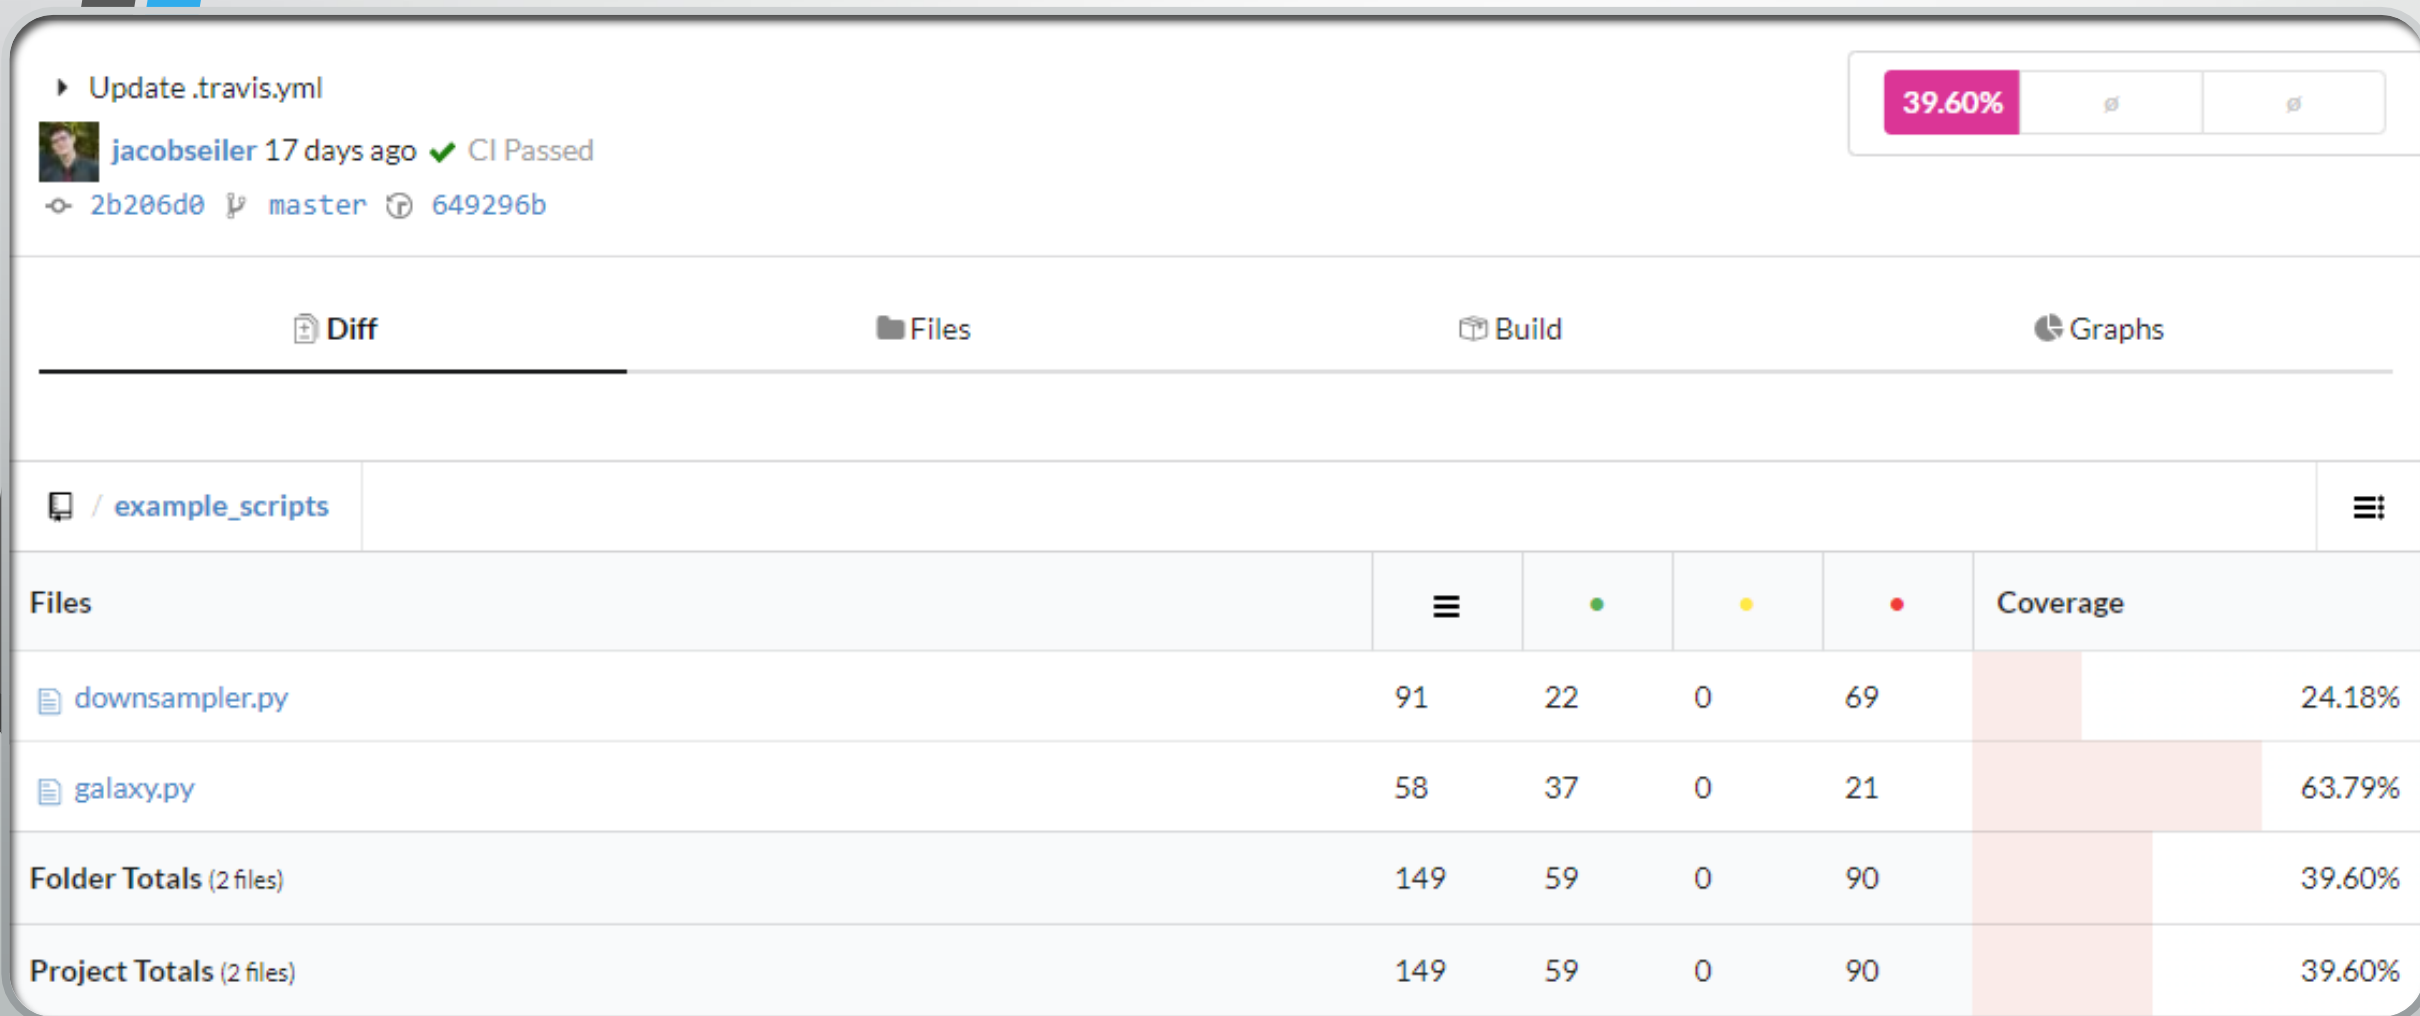 Update .travis.yml
39.60% ø ø
jacobseiler 17 days ago CI Passed
2b206d0 master 649296b
Diff Files Build Graphs
/ example_scripts
Files Coverage
downsampler.py 91 22 0 69 24.18%
galaxy.py 58 37 0 21 63.79%
Folder Totals (2 files) 149 59 0 90 39.60%
Project Totals (2 files) 149 59 0 90 39.60%